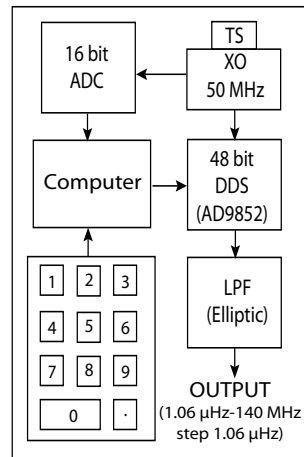 TS
16 bit
ADC
XO
50 MHz
Computer
48 bit
DDS
(AD9852)
1 2 3
4 5 6
7 8 9
0 .
LPF
(Elliptic)
OUTPUT
(1.06 µHz-140 MHz
step 1.06 µHz)